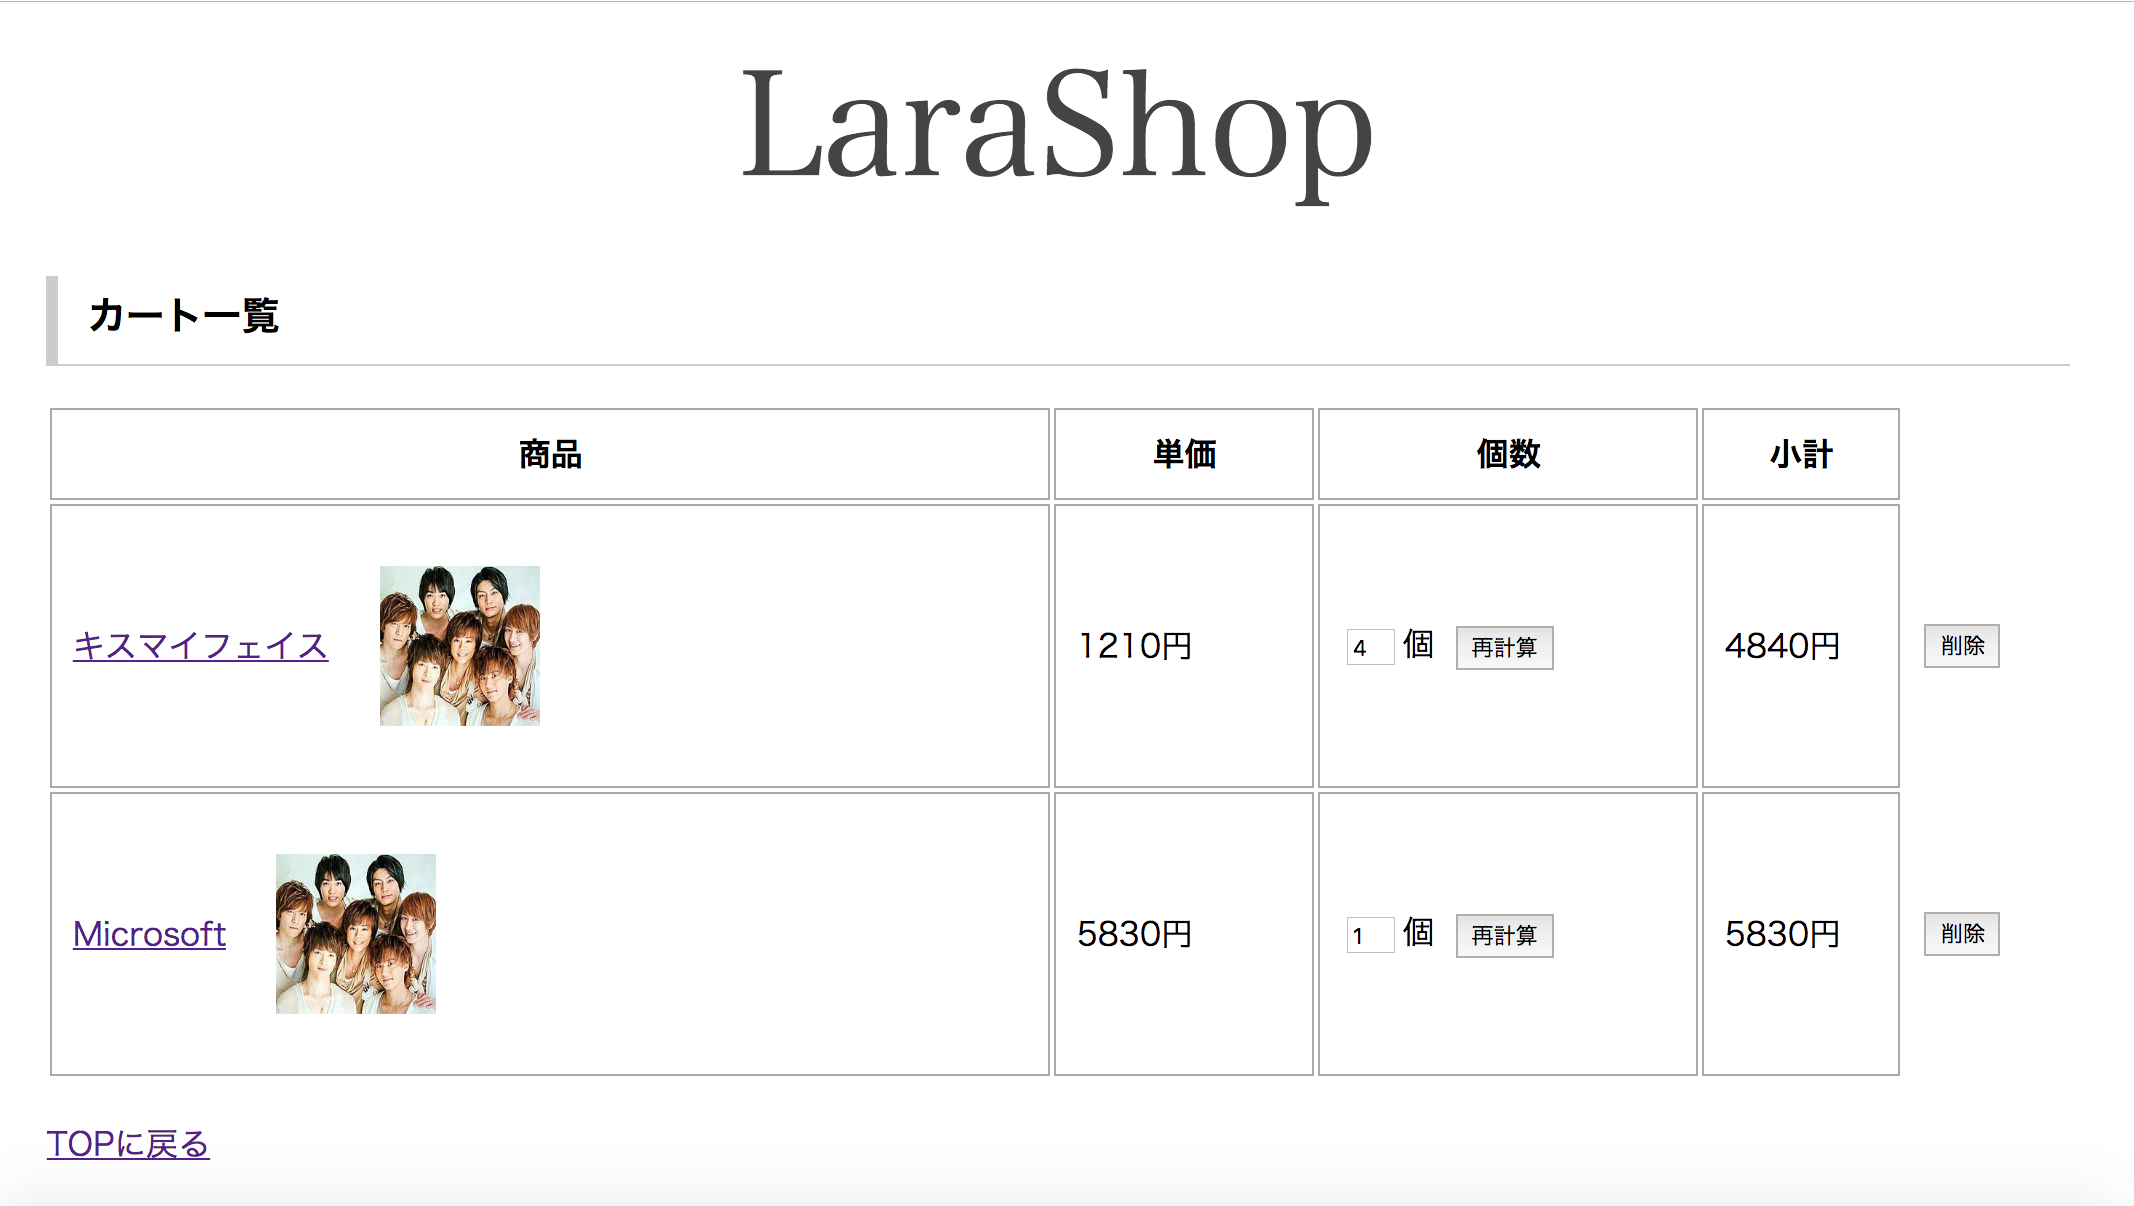 LaraShop
カート一覧
商品 単価 個数 小計
キスマイフェイス 1210円 4 個 再計算 4840円 削除
Microsoft 5830円 1 個 再計算 5830円 削除
TOPに戻る